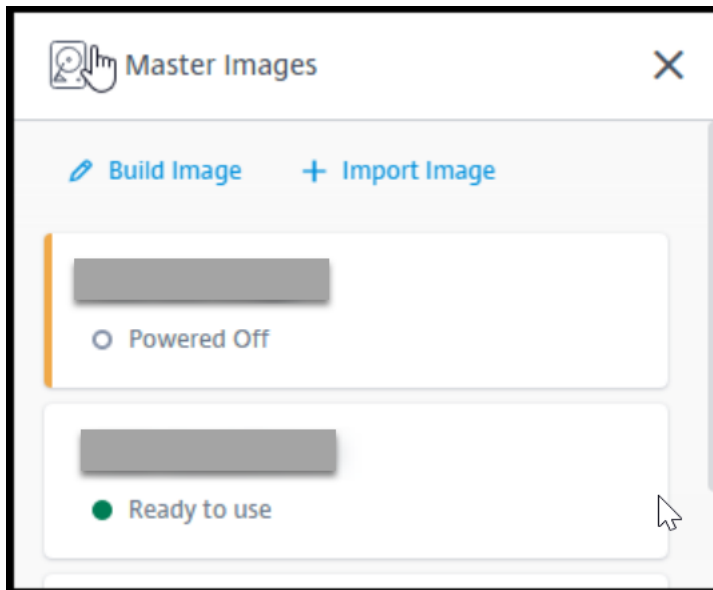 Master Images
Build Image
Import Image
Powered Off
Ready to use